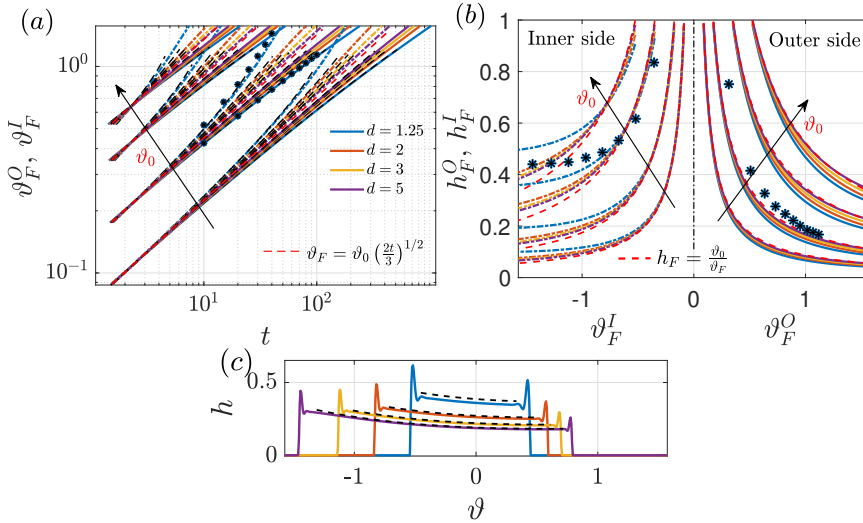 (a)
ϑ_F^O, ϑ_F^I
10^0
10^{-1}
ϑ_0
d = 1.25
d = 2
d = 3
d = 5
ϑ_F = ϑ_0 (2t/3)^{1/2}
10^1
10^2
t
(b)
h_F^O, h_F^I
1
0.8
0.6
0.4
0.2
0
Inner side
Outer side
ϑ_0
ϑ_0
h_F = ϑ_0/ϑ_F
-1
0
1
ϑ_F^I
ϑ_F^O
(c)
h
0.5
0
-1
0
1
ϑ